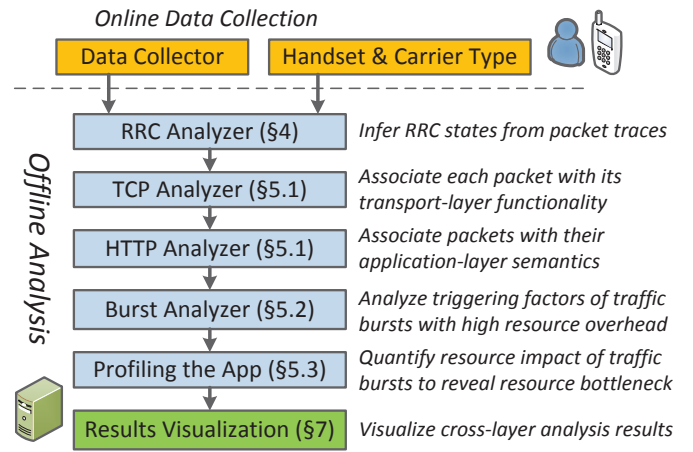 Online Data Collection
Data Collector
Handset & Carrier Type
Offline Analysis
RRC Analyzer (§4)
Infer RRC states from packet traces
TCP Analyzer (§5.1)
Associate each packet with its
transport-layer functionality
HTTP Analyzer (§5.1)
Associate packets with their
application-layer semantics
Burst Analyzer (§5.2)
Analyze triggering factors of traffic
bursts with high resource overhead
Profiling the App (§5.3)
Quantify resource impact of traffic
bursts to reveal resource bottleneck
Results Visualization (§7)
Visualize cross-layer analysis results